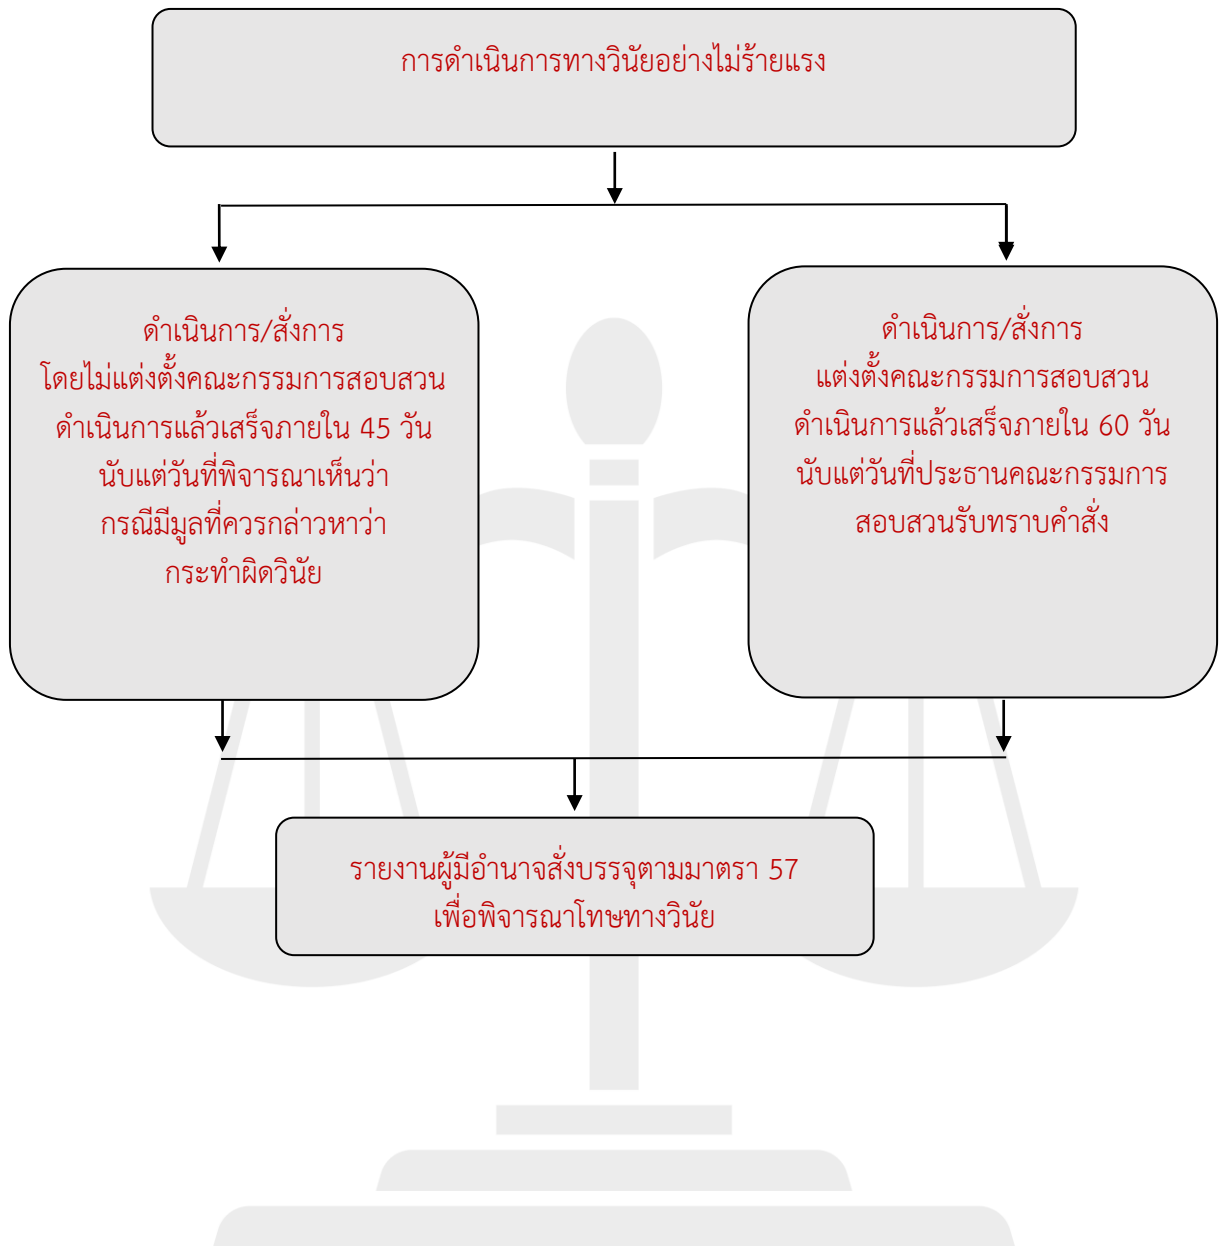 การดำเนินการทางวินัยอย่างไม่ร้ายแรง
ดำเนินการ/สั่งการ
โดยไม่แต่งตั้งคณะกรรมการสอบสวน
ดำเนินการแล้วเสร็จภายใน 45 วัน
นับแต่วันที่พิจารณาเห็นว่า
กรณีมีมูลที่ควรกล่าวหาว่า
กระทำผิดวินัย
ดำเนินการ/สั่งการ
แต่งตั้งคณะกรรมการสอบสวน
ดำเนินการแล้วเสร็จภายใน 60 วัน
นับแต่วันที่ประธานคณะกรรมการ
สอบสวนรับทราบคำสั่ง
รายงานผู้มีอำนาจสั่งบรรจุตามมาตรา 57
เพื่อพิจารณาโทษทางวินัย